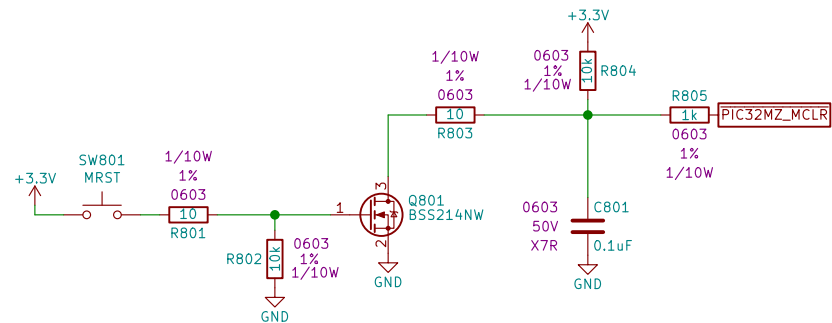 +3.3V
1/10W
1%
0603
10
R803
0603
1%
1/10W
10k
R804
R805
1k
PIC32MZ_MCLR
0603
1%
1/10W
SW801
MRST
+3.3V
1/10W
1%
0603
10
R801
1
3
2
Q801
BSS214NW
GND
R802
10k
0603
1%
1/10W
GND
0603
50V
X7R
C801
0.1uF
GND